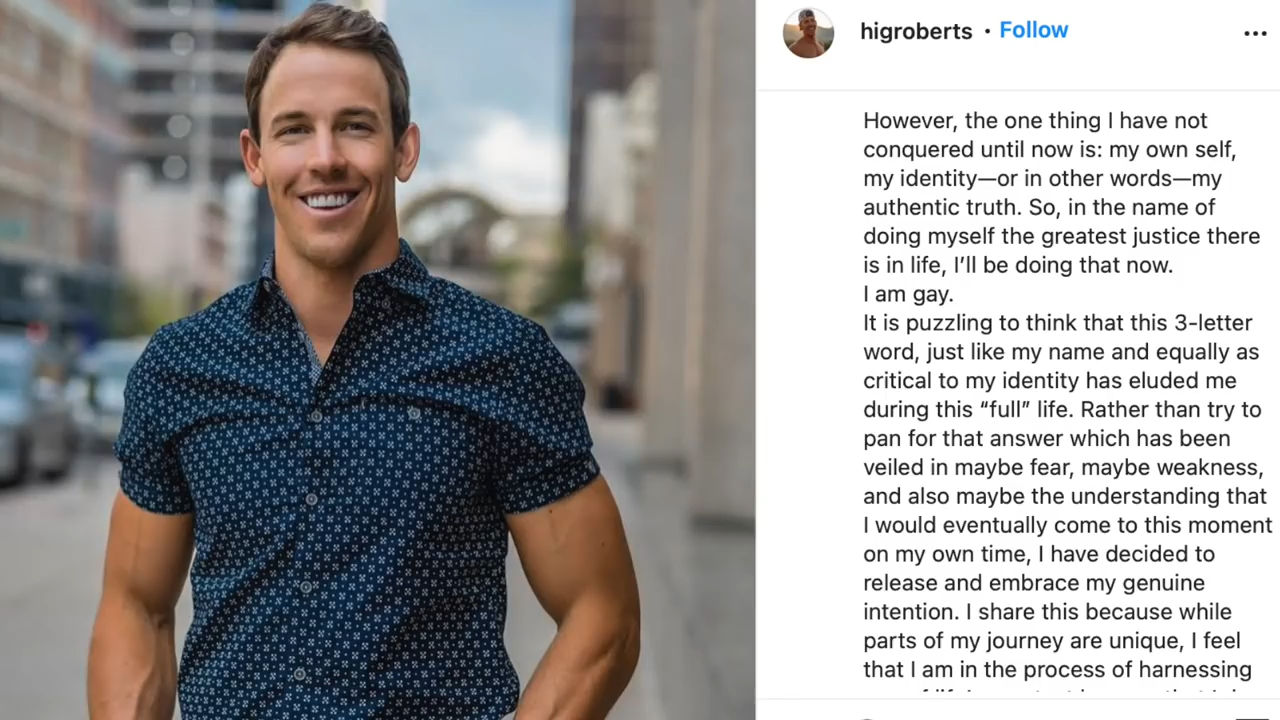 higroberts • Follow
However, the one thing I have not
conquered until now is: my own self,
my identity—or in other words—my
authentic truth. So, in the name of
doing myself the greatest justice there
is in life, I’ll be doing that now.
I am gay.
It is puzzling to think that this 3-letter
word, just like my name and equally as
critical to my identity has eluded me
during this “full” life. Rather than try to
pan for that answer which has been
veiled in maybe fear, maybe weakness,
and also maybe the understanding that
I would eventually come to this moment
on my own time, I have decided to
release and embrace my genuine
intention. I share this because while
parts of my journey are unique, I feel
that I am in the process of harnessing